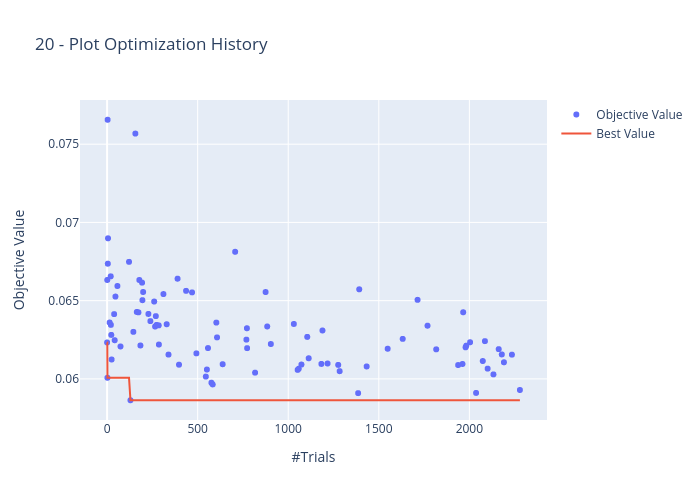 20 - Plot Optimization History
Objective Value
Best Value
0.075
0.07
0.065
0.06
Objective Value
0
500
1000
1500
2000
#Trials